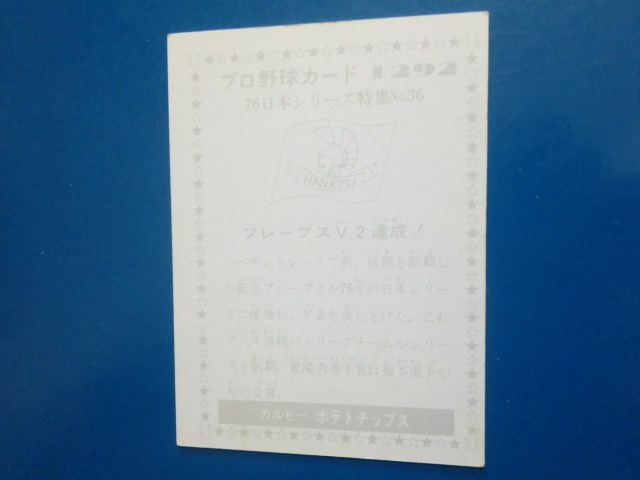 プロ野球カード 1292
76日本シリーズ特集No36
HANKYU
ブレーブスV2達成!
ペナントレースで前、後期を制覇し
た阪急ブレーブスが76年の日本シリー
ズに優勝し、V2を成しとげた。これ
で三年連続パ・リーグチームがシリー
ズを制覇。最優秀選手賞は福本選手が
初の受賞。
カルビー ポテトチップス